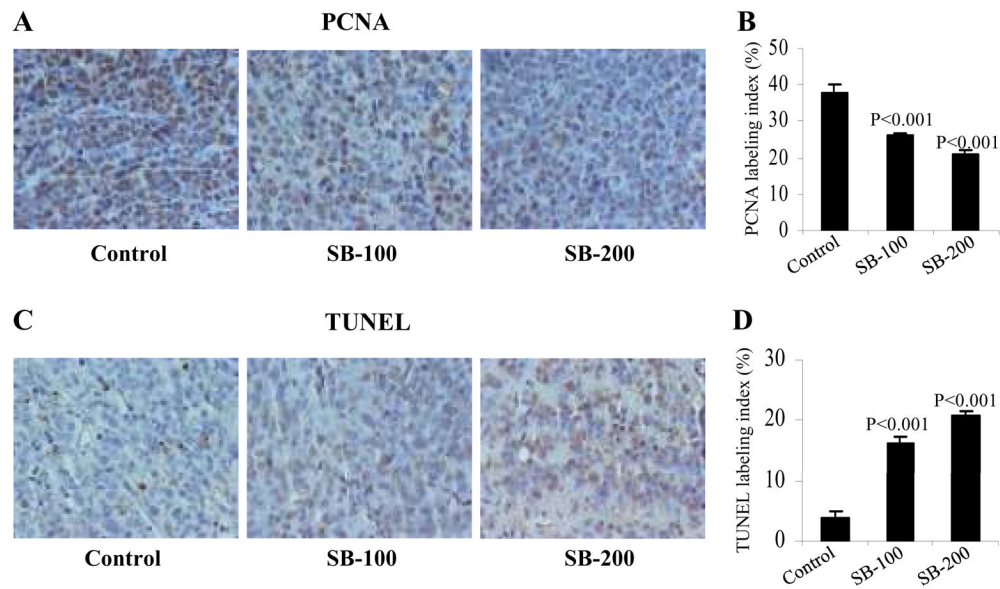 A
PCNA
Control
SB-100
SB-200
B
PCNA labeling index (%)
50
40
30
20
10
0
P<0.001
P<0.001
Control
SB-100
SB-200
C
TUNEL
Control
SB-100
SB-200
D
TUNEL labeling index (%)
30
20
10
0
P<0.001
P<0.001
Control
SB-100
SB-200